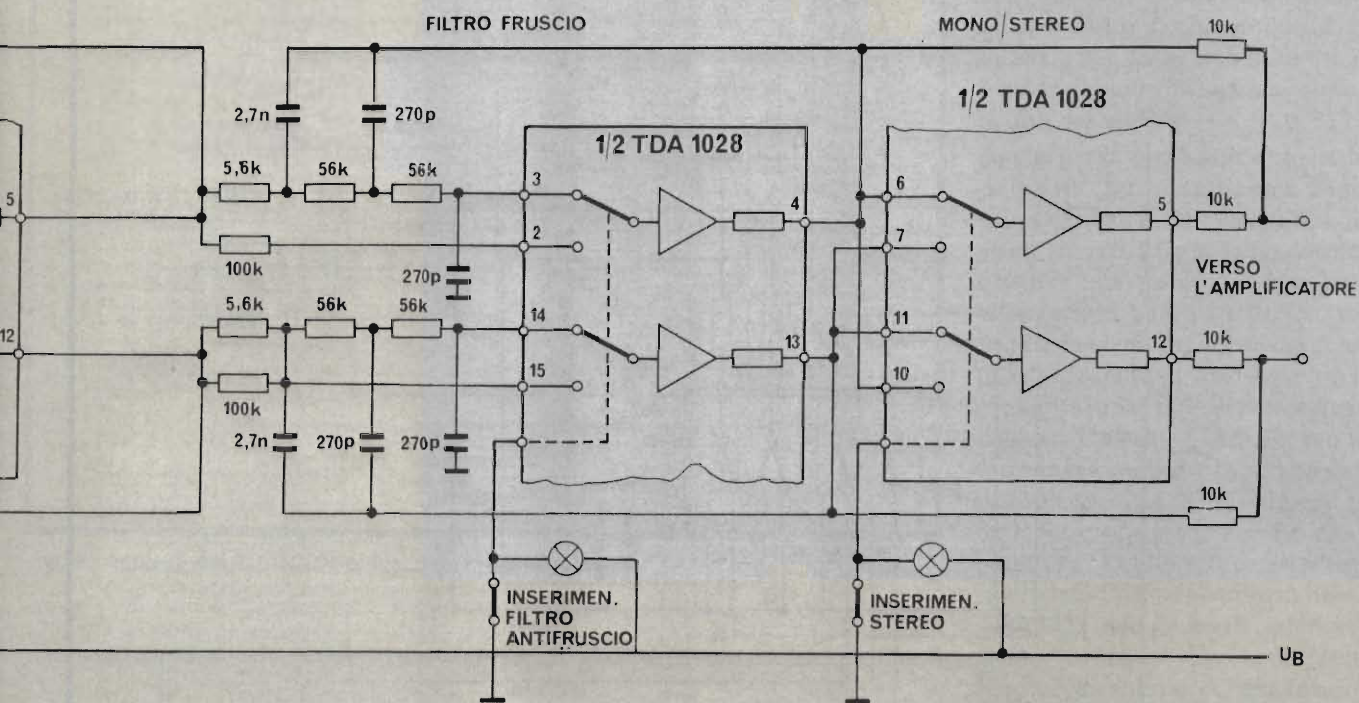 FILTRO FRUSCIO
MONO/STEREO
10k
2,7n
270p
1/2 TDA 1028
1/2 TDA 1028
5,6k
56k
56k
3
4
6
5
10k
5
2
7
100k
270p
VERSO
L'AMPLIFICATORE
5,6k
56k
56k
14
13
11
12
10k
12
15
10
100k
2,7n
270p
270p
10k
INSERIMEN.
FILTRO
ANTIFRUSCIO
INSERIMEN.
STEREO
UB